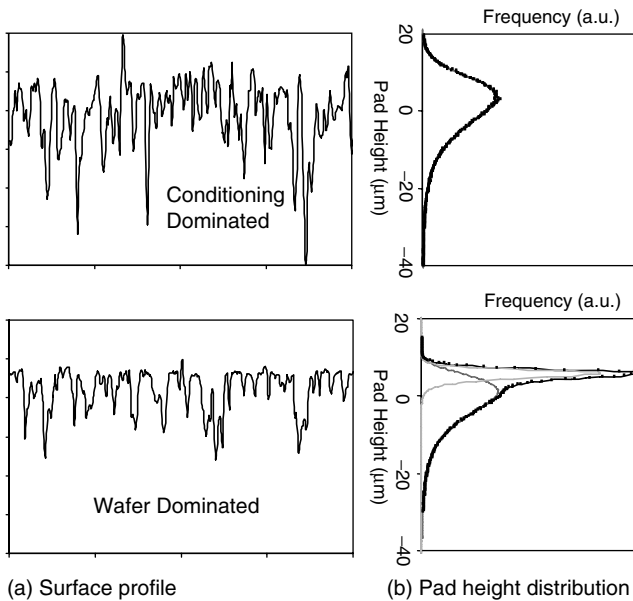 Frequency (a.u.)
20
0
−20
−40
Pad Height (μm)
Conditioning
Dominated
Frequency (a.u.)
20
0
−20
−40
Pad Height (μm)
Wafer Dominated
(a) Surface profile
(b) Pad height distribution